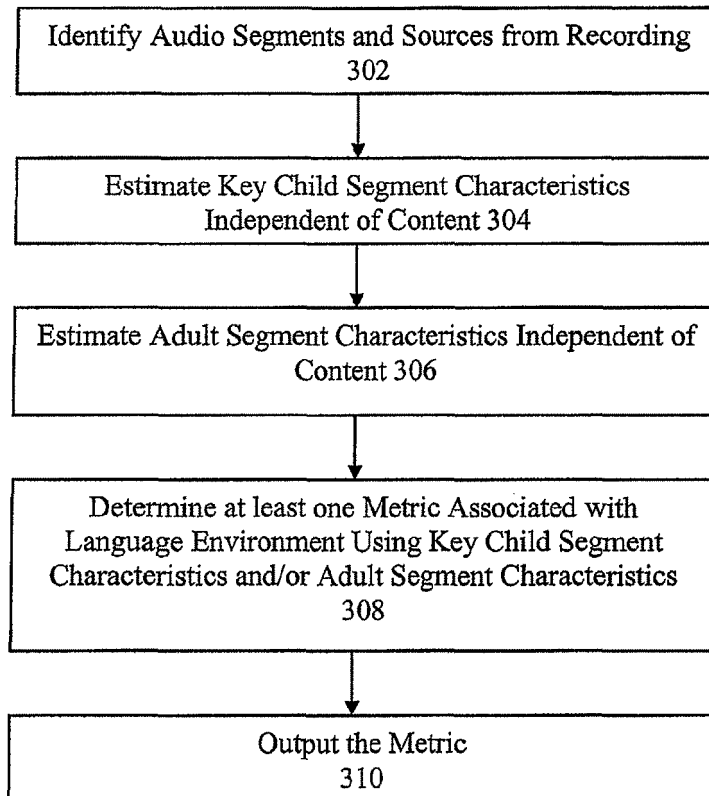 Identify Audio Segments and Sources from Recording
302
Estimate Key Child Segment Characteristics
Independent of Content 304
Estimate Adult Segment Characteristics Independent of
Content 306
Determine at least one Metric Associated with
Language Environment Using Key Child Segment
Characteristics and/or Adult Segment Characteristics
308
Output the Metric
310